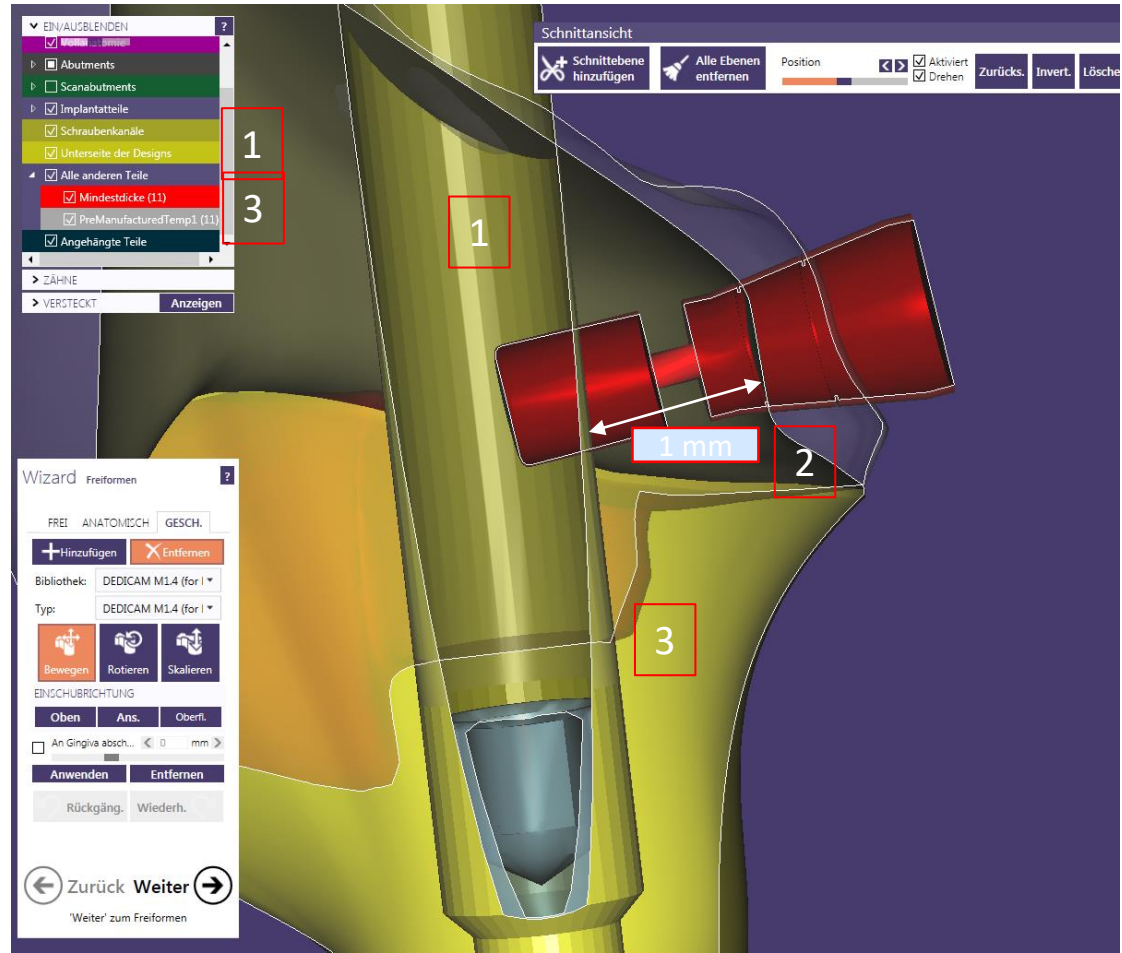 EIN/AUSBLENDEN ?
Abutments
Scanabutments
Implantatteile
Schraubenkanäle
Unterseite der Designs
Alle anderen Teile
Mindestdicke (11)
PreManufacturedTemp1 (11)
Angehängte Teile
ZÄHNE
VERSTECKT Anzeigen
1
3
Schnittansicht
Schnittebene hinzufügen
Alle Ebenen entfernen
Position
Aktiviert
Drehen
Zurücks.
Invert.
Lösche
1
1 mm
2
3
Wizard Freiformen ?
FREI ANATOMISCH GESCH.
Hinzufügen Entfernen
Bibliothek: DEDICAM M1.4 (for I
Typ: DEDICAM M1.4 (for I
Bewegen Rotieren Skalieren
EINSCHUBRICHTUNG
Oben Ans. Oberfl.
An Gingiva absch... 0 mm
Anwenden Entfernen
Rückgäng. Wiederh.
Zurück Weiter
'Weiter' zum Freiformen